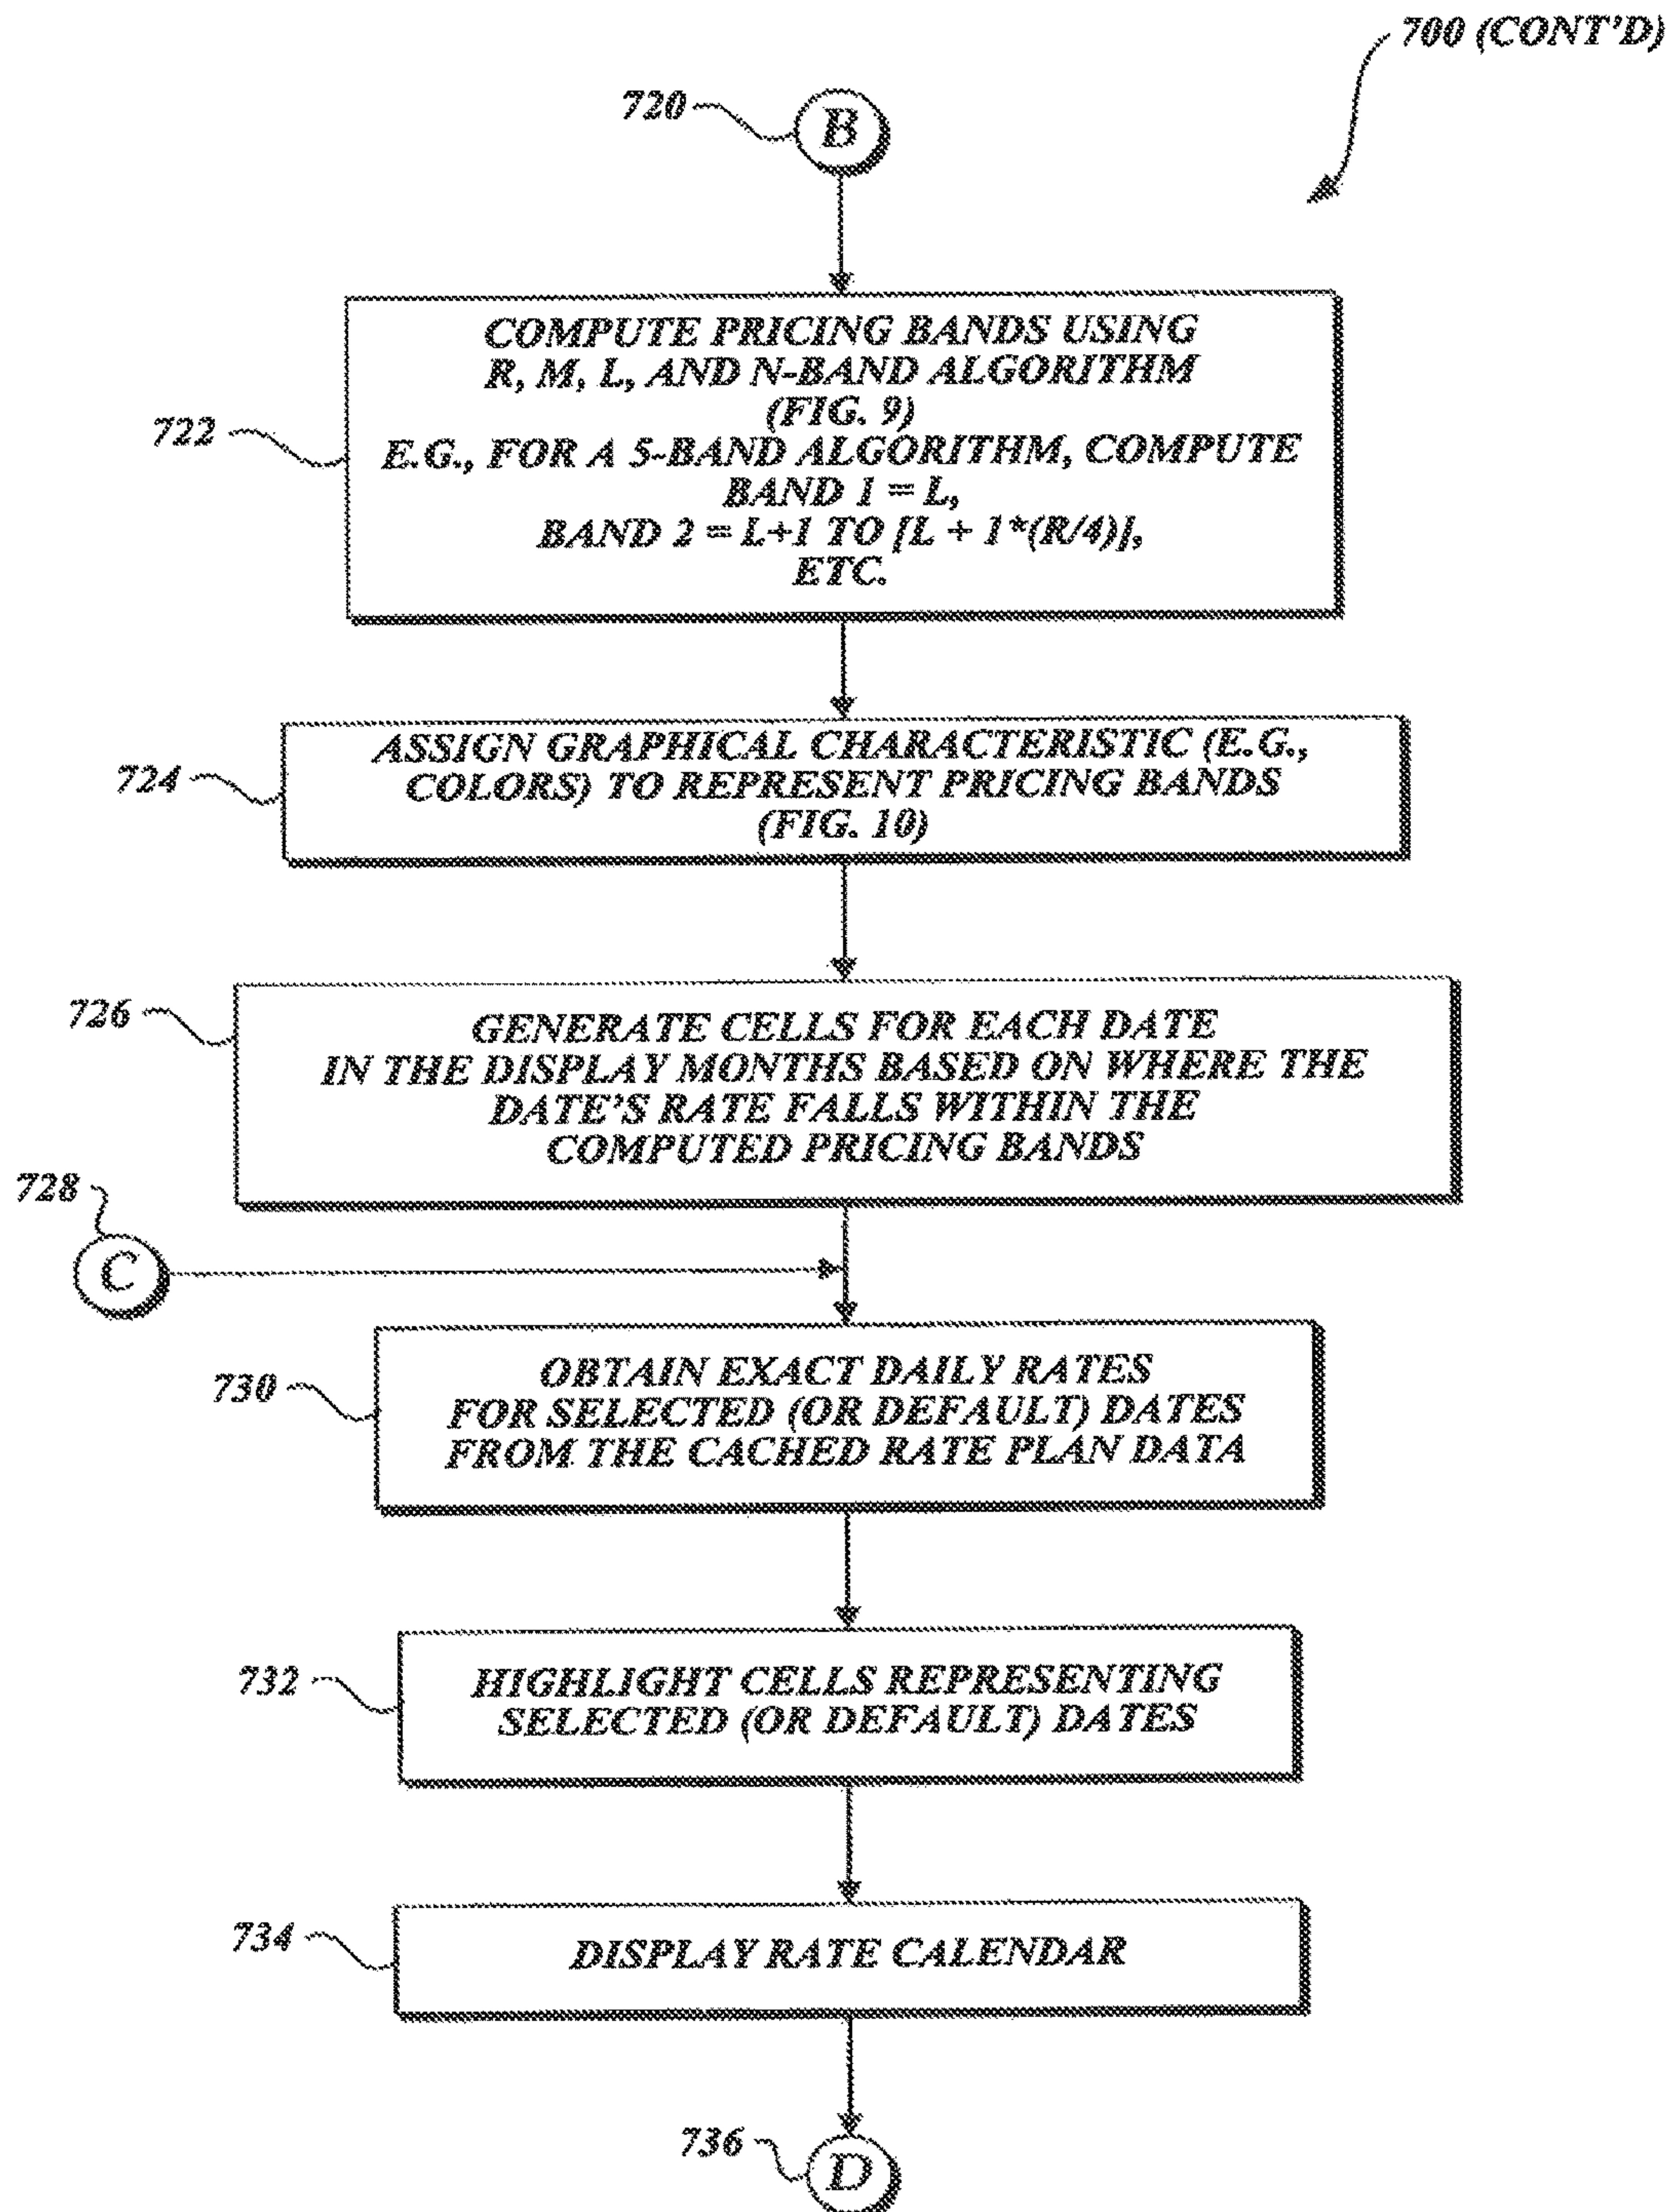 700 (CONT'D)
720
B
COMPUTE PRICING BANDS USING
R, M, L, AND N-BAND ALGORITHM
(FIG. 9)
722
E.G., FOR A 5-BAND ALGORITHM, COMPUTE
BAND 1 = L,
BAND 2 = L+1 TO [L + 1*(R/4)],
ETC.
724
ASSIGN GRAPHICAL CHARACTERISTIC (E.G.,
COLORS) TO REPRESENT PRICING BANDS
(FIG. 10)
726
GENERATE CELLS FOR EACH DATE
IN THE DISPLAY MONTHS BASED ON WHERE THE
DATE'S RATE FALLS WITHIN THE
COMPUTED PRICING BANDS
728
C
730
OBTAIN EXACT DAILY RATES
FOR SELECTED (OR DEFAULT) DATES
FROM THE CACHED RATE PLAN DATA
732
HIGHLIGHT CELLS REPRESENTING
SELECTED (OR DEFAULT) DATES
734
DISPLAY RATE CALENDAR
736
D